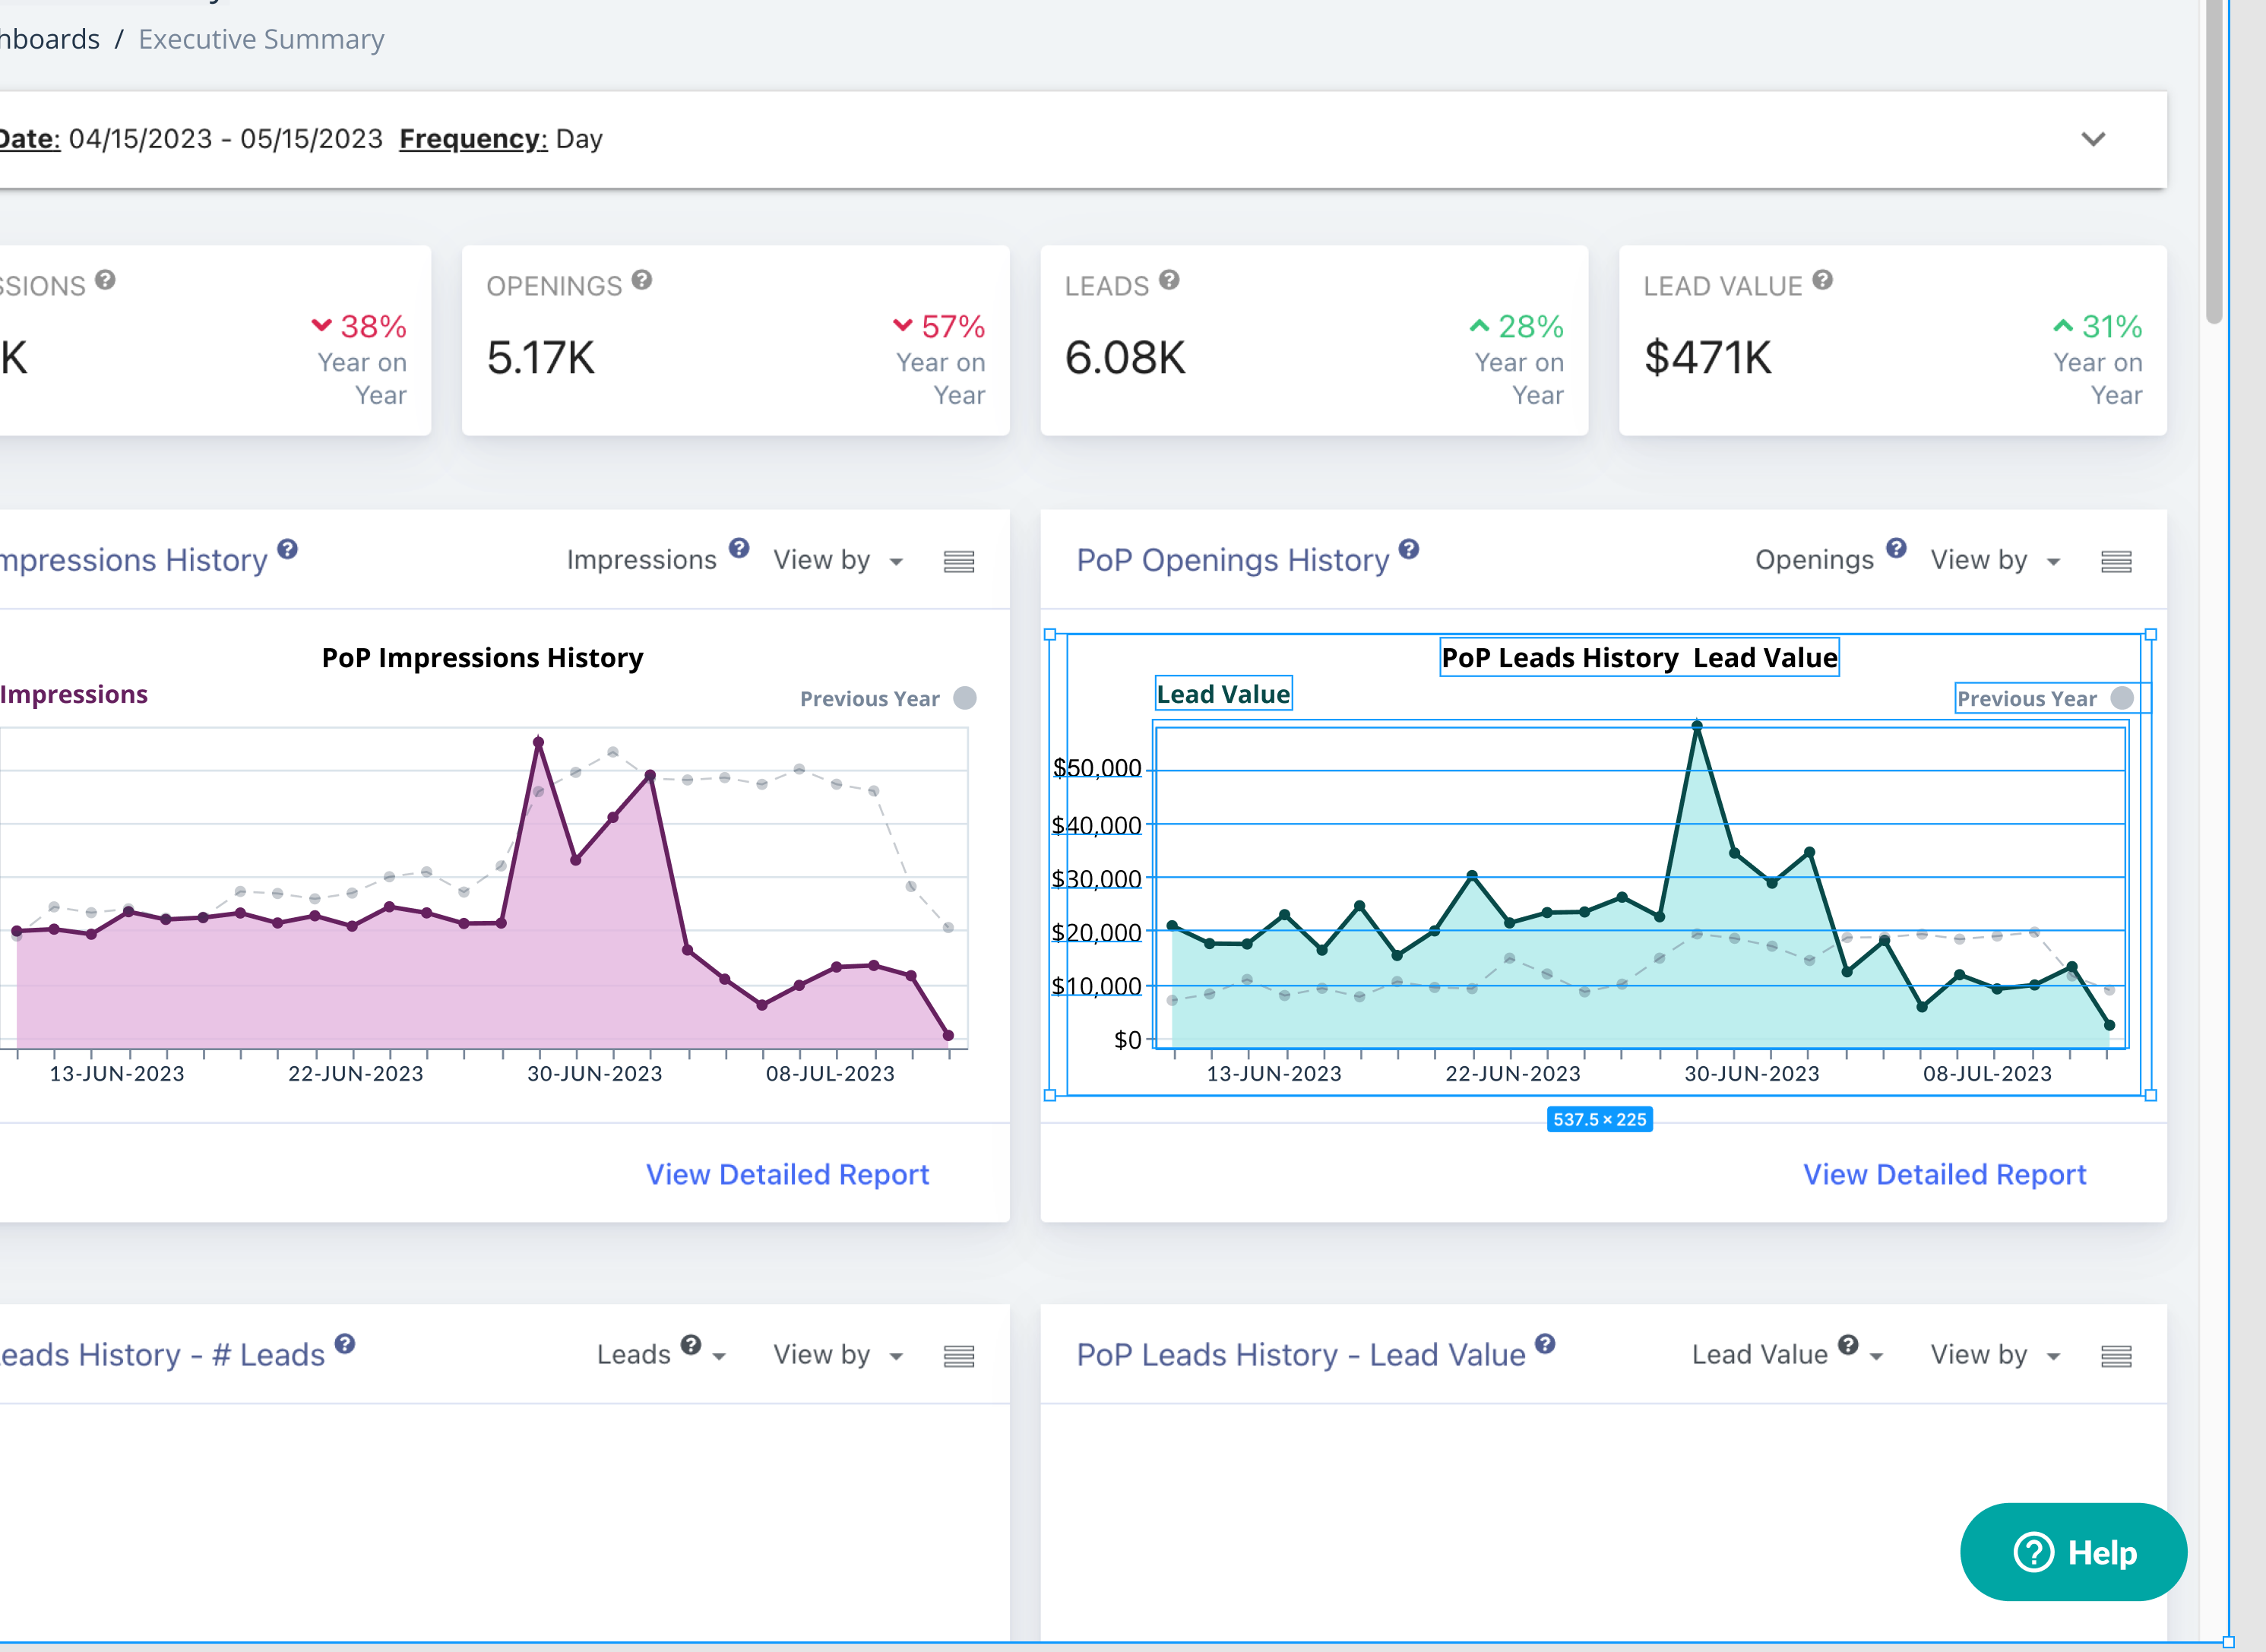 hboards / Executive Summary
Date: 04/15/2023 - 05/15/2023 Frequency: Day
SSIONS
K
38%
Year on
Year
OPENINGS
5.17K
57%
Year on
Year
LEADS
6.08K
28%
Year on
Year
LEAD VALUE
$471K
31%
Year on
Year
mpressions History
Impressions
View by
PoP Impressions History
Impressions
Previous Year
13-JUN-2023
22-JUN-2023
30-JUN-2023
08-JUL-2023
View Detailed Report
PoP Openings History
Openings
View by
PoP Leads History Lead Value
Lead Value
Previous Year
$50,000
$40,000
$30,000
$20,000
$10,000
$0
13-JUN-2023
22-JUN-2023
30-JUN-2023
08-JUL-2023
537.5 × 225
View Detailed Report
eads History - # Leads
Leads
View by
PoP Leads History - Lead Value
Lead Value
View by
Help